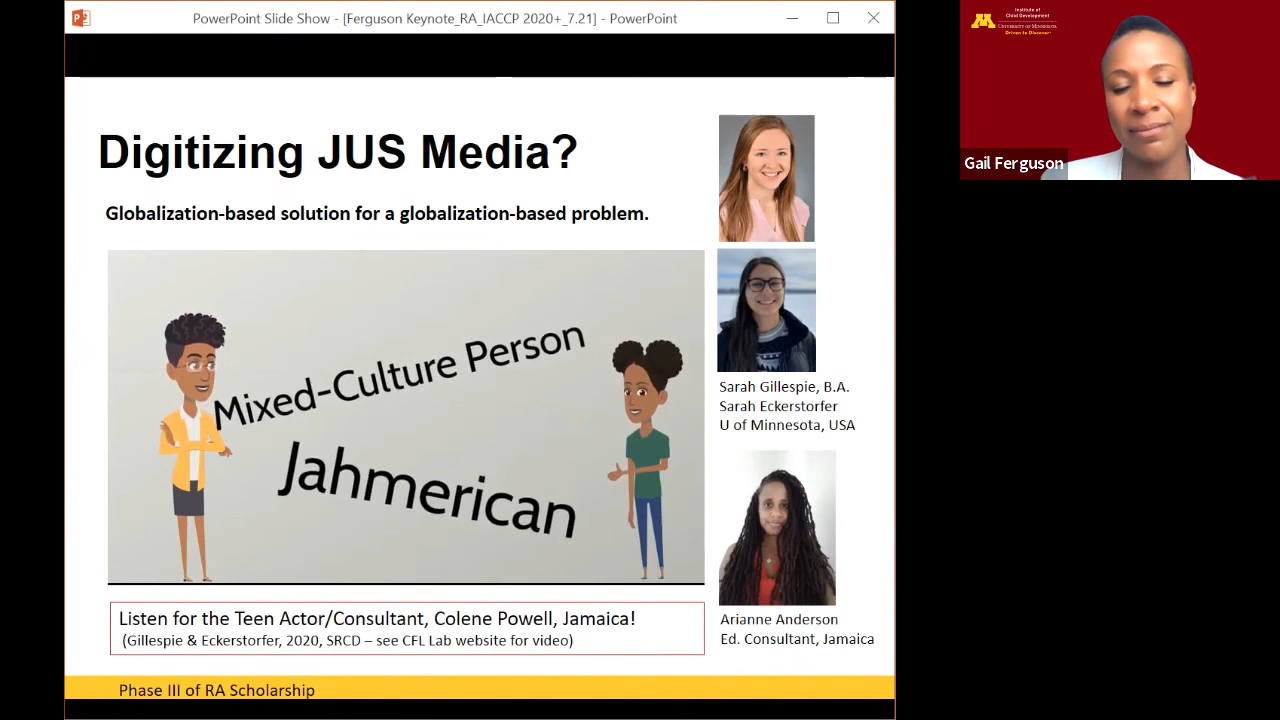 PowerPoint Slide Show - [Ferguson Keynote_RA_IACCP 2020+_7.21] - PowerPoint
Digitizing JUS Media?
Globalization-based solution for a globalization-based problem.
Mixed-Culture Person
Jahmerican
Listen for the Teen Actor/Consultant, Colene Powell, Jamaica!
(Gillespie & Eckerstorfer, 2020, SRCD – see CFL Lab website for video)
Sarah Gillespie, B.A.
Sarah Eckerstorfer
U of Minnesota, USA
Arianne Anderson
Ed. Consultant, Jamaica
Phase III of RA Scholarship
Institute of
Child Development
University of Minnesota
Driven to Discover
Gail Ferguson